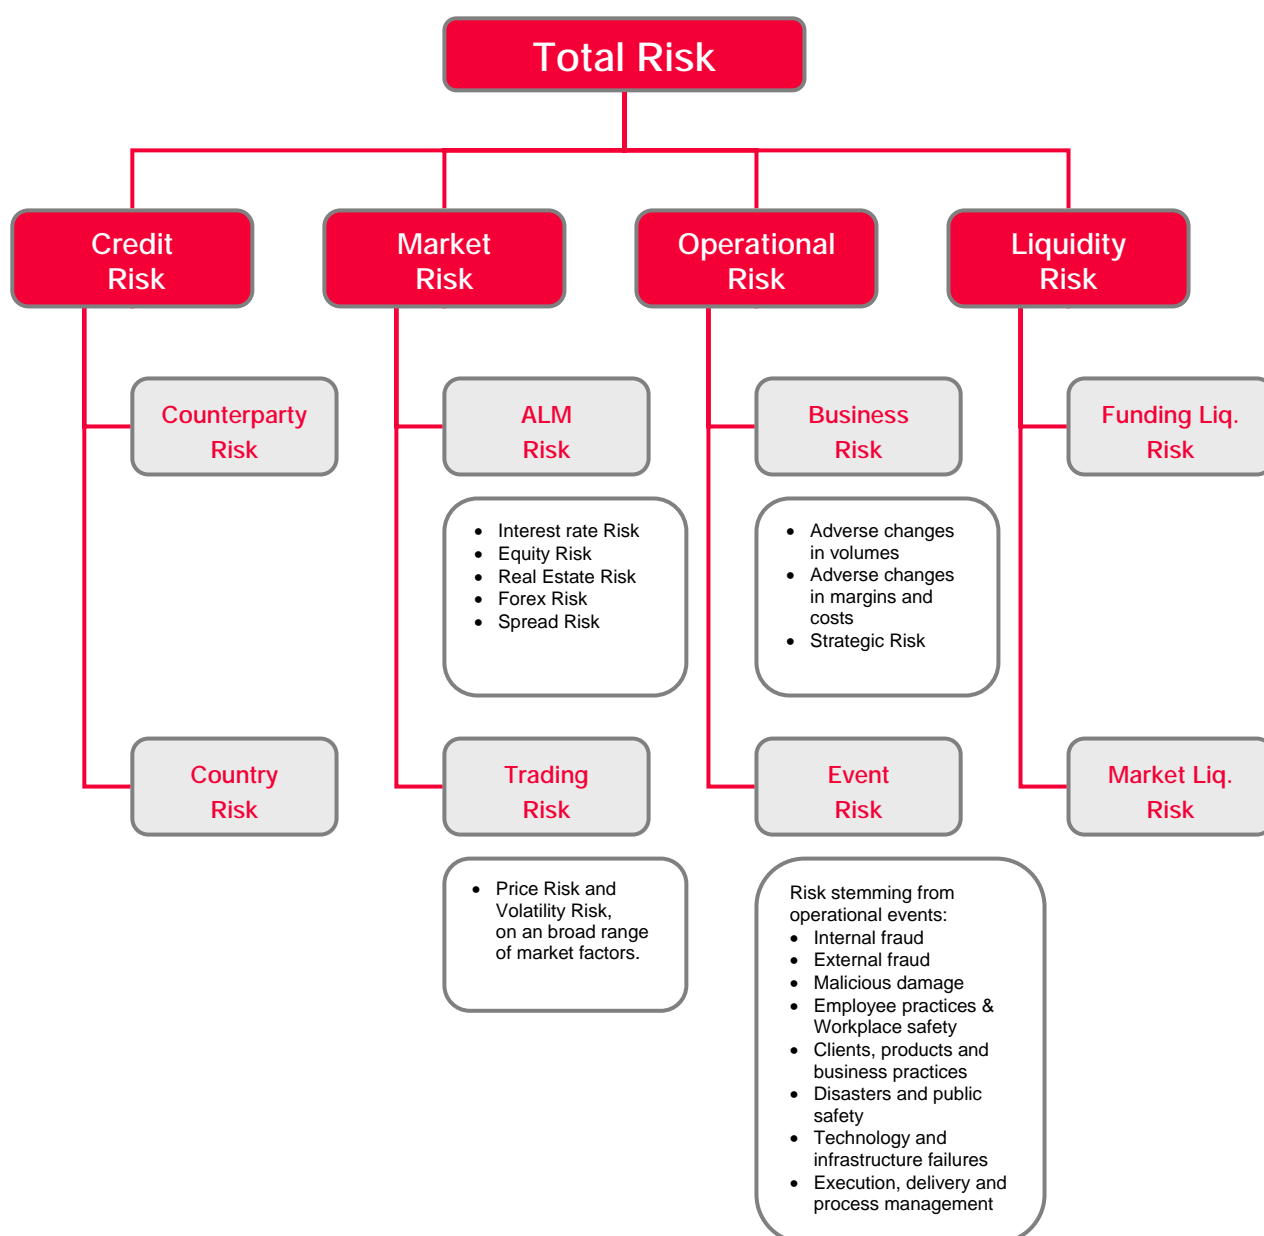 Total Risk
Credit
Risk
Market
Risk
Operational
Risk
Liquidity
Risk
Counterparty
Risk
ALM
Risk
Business
Risk
Funding Liq.
Risk
• Interest rate Risk
• Equity Risk
• Real Estate Risk
• Forex Risk
• Spread Risk
• Adverse changes
in volumes
• Adverse changes
in margins and
costs
• Strategic Risk
Country
Risk
Trading
Risk
Event
Risk
Market Liq.
Risk
• Price Risk and
Volatility Risk,
on an broad range
of market factors.
Risk stemming from
operational events:
• Internal fraud
• External fraud
• Malicious damage
• Employee practices &
Workplace safety
• Clients, products and
business practices
• Disasters and public
safety
• Technology and
infrastructure failures
• Execution, delivery and
process management